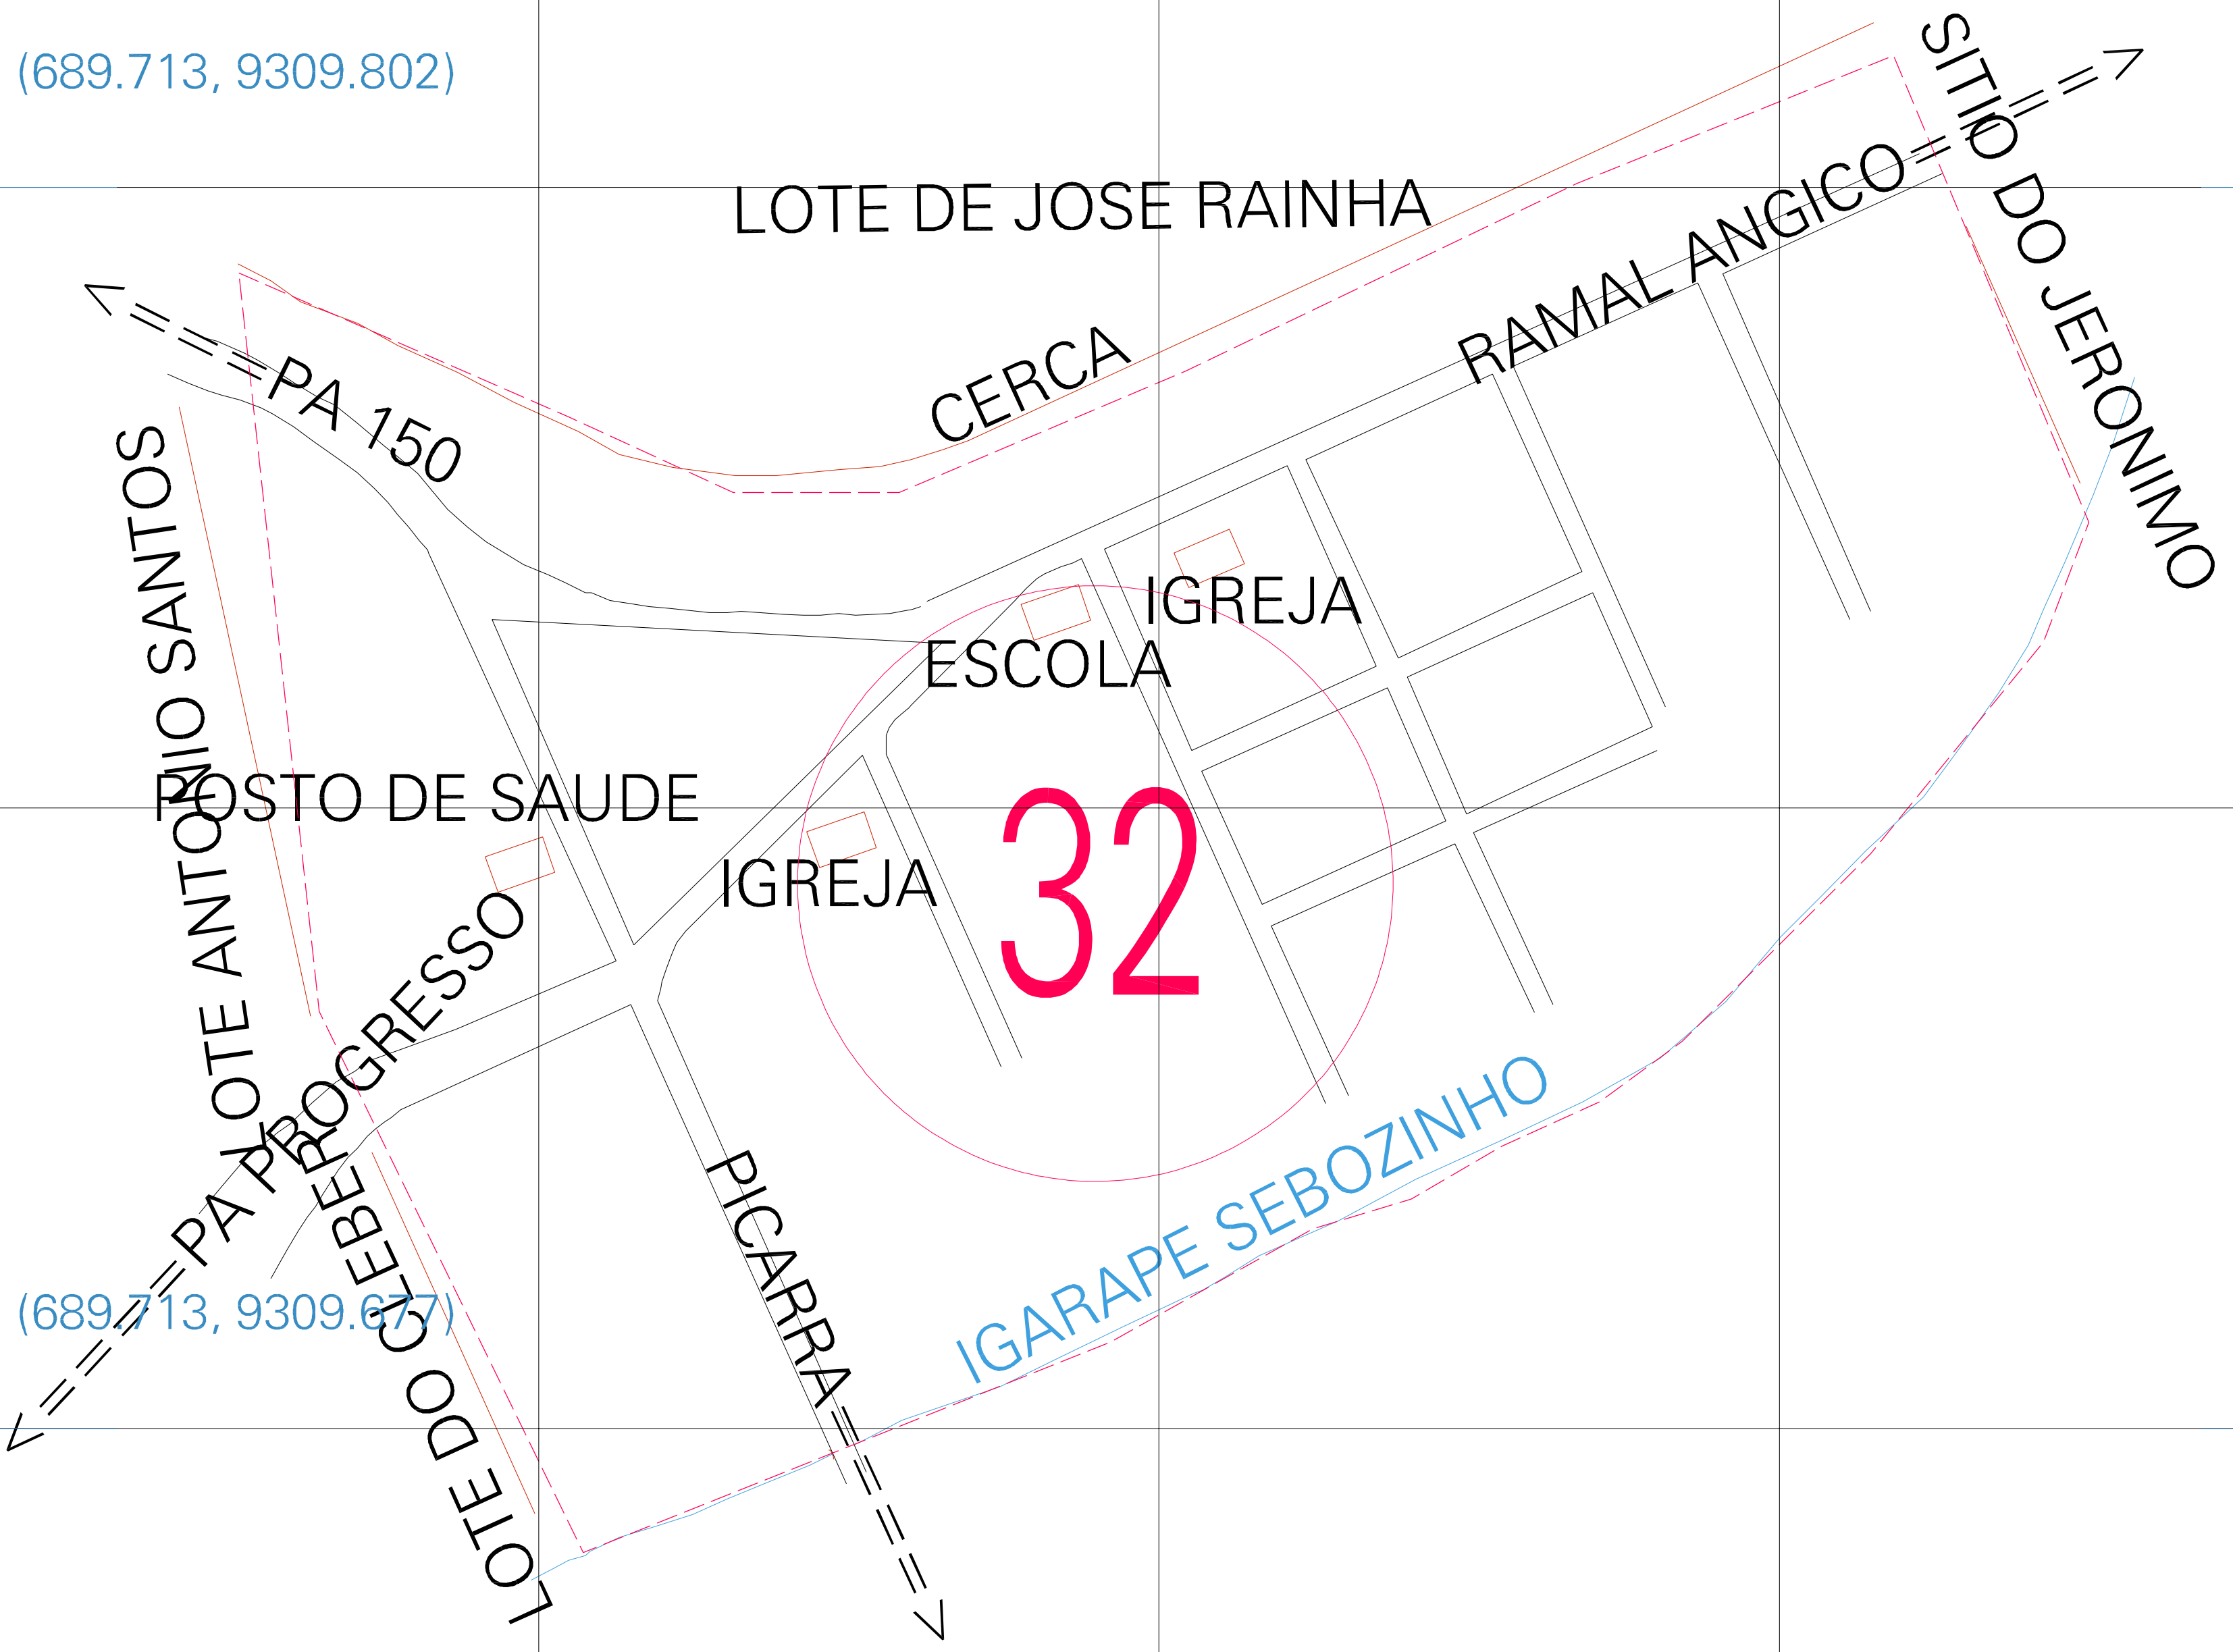 (689.713, 9309.802)
SITIO DO JERONIMO
LOTE DE JOSE RAINHA
RAMAL ANGICO
CERCA
PA 150
IGREJA
ESCOLA
LOTE ANTONIO SANTOS
POSTO DE SAUDE
IGREJA
32
PA PROGRESSO
LOTE DO CLEBER
PICARRA
IGARAPE SEBOZINHO
(689.713, 9309.677)